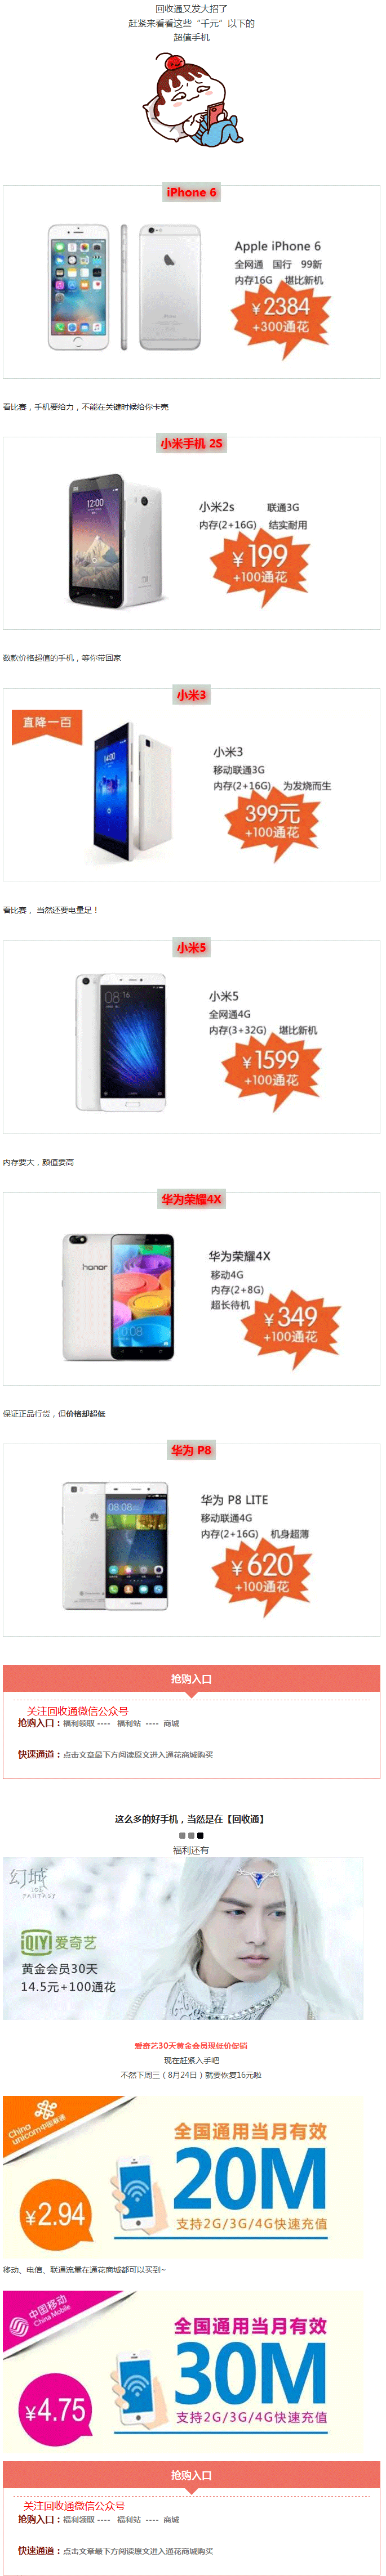 回收通又发大招了
赶紧来看看这些“千元”以下的
超值手机
iPhone 6
Apple iPhone 6
全网通 国行 99新
内存16G 堪比新机
¥2384
+300通花
看比赛，手机要给力，不能在关键时候给你卡壳
小米手机 2S
小米2s 联通3G
内存(2+16G) 结实耐用
¥199
+100通花
数款价格超值的手机，等你带回家
小米3
直降一百
小米3
移动联通3G
内存(2+16G) 为发烧而生
399元
+100通花
看比赛， 当然还要电量足！
小米5
小米5
全网通4G
内存(3+32G) 堪比新机
¥1599
+100通花
内存要大，颜值要高
华为荣耀4X
honor
华为荣耀4X
移动4G
内存(2+8G)
超长待机
¥349
+100通花
保证正品行货，但价格却超低
华为 P8
华为 P8 LITE
移动联通4G
内存(2+16G) 机身超薄
¥620
+100通花
抢购入口
关注回收通微信公众号
抢购入口：福利领取 ---- 福利站 ---- 商城
快速通道：点击文章最下方阅读原文进入通花商城购买
这么多的好手机，当然是在【回收通】
福利还有
幻城
ICE FANTASY
iQIYI 爱奇艺
黄金会员30天
14.5元+100通花
爱奇艺30天黄金会员现低价促销
现在赶紧入手吧
不然下周三（8月24日）就要恢复16元啦
China unicom中国联通
全国通用当月有效
20M
¥2.94
支持2G/3G/4G快速充值
移动、电信、联通流量在通花商城都可以买到~
中国移动
China Mobile
全国通用当月有效
30M
¥4.75
支持2G/3G/4G快速充值
抢购入口
关注回收通微信公众号
抢购入口：福利领取 ---- 福利站 ---- 商城
快速通道：点击文章最下方阅读原文进入通花商城购买